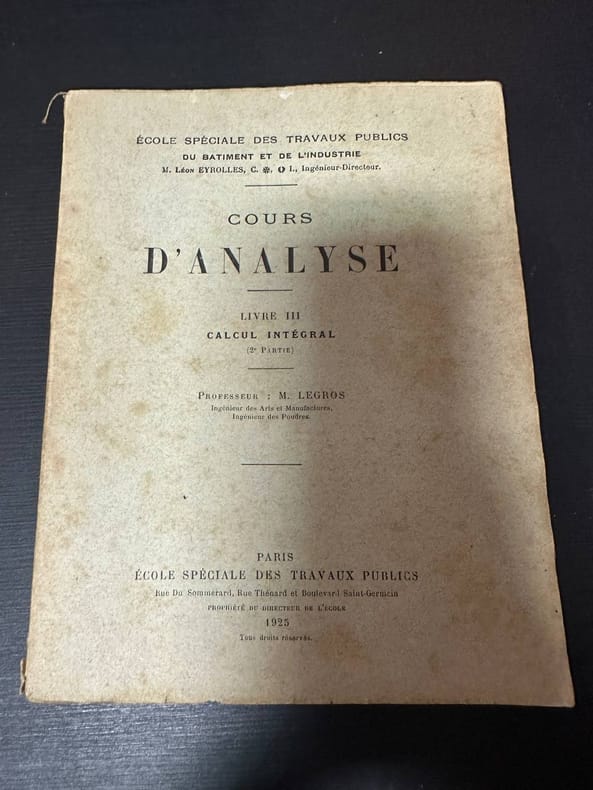 ÉCOLE SPÉCIALE DES TRAVAUX PUBLICS
DU BATIMENT ET DE L'INDUSTRIE
M. Léon EYROLLES, C. ✽, ❶ I., Ingénieur-Directeur.
COURS
D'ANALYSE
LIVRE III
CALCUL INTÉGRAL
(2e Partie)
Professeur : M. LEGROS
Ingénieur des Arts et Manufactures,
Ingénieur des Poudres.
PARIS
ÉCOLE SPÉCIALE DES TRAVAUX PUBLICS
Rue Du Sommerard, Rue Thénard et Boulevard Saint-Germain
PROPRIÉTÉ DU DIRECTEUR DE L'ÉCOLE
1925
Tous droits réservés.